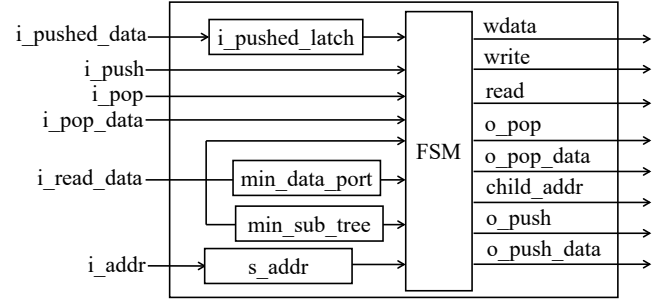 i_pushed_data
i_pushed_latch
i_push
i_pop
i_pop_data
i_read_data
min_data_port
min_sub_tree
i_addr
s_addr
FSM
wdata
write
read
o_pop
o_pop_data
child_addr
o_push
o_push_data